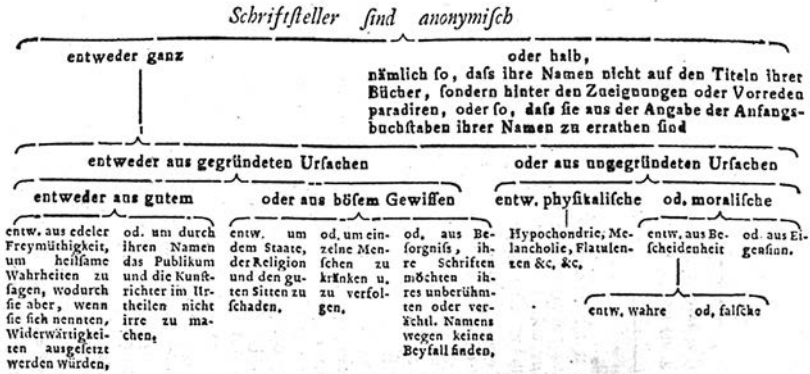 Schriftſteller ſind anonymiſch
entweder ganz
oder halb,
nämlich ſo, daſs ihre Namen nicht auf den Titeln ihrer
Bücher, ſondern hinter den Zueignungen oder Vorreden
paradiren, oder ſo, daſs ſie aus der Angabe der Anfangs-
buchſtaben ihrer Namen zu errathen ſind
entweder aus gegründeten Urſachen
oder aus ungegründeten Urſachen
entweder aus gutem
oder aus böſem Gewiſſen
entw. phyſikaliſche
od. moraliſche
entw. aus edeler
Freymüthigkeit,
um heilſame
Wahrheiten zu
ſagen, wodurch
ſie aber, wenn
ſie ſich nennten,
Widerwärtigkei-
ten ausgeſetzt
werden würden,
od. um durch
ihren Namen
das Publikum
und die Kunſt-
richter im Ur-
theilen nicht
irre zu ma-
chen,
entw. um
dem Staate,
der Religion
und den gu-
ten Sitten zu
ſchaden,
od. um ein-
zelne Men-
ſchen zu
kränken u.
zu verfol-
gen,
od. aus Be-
ſorgniſs, ih-
re Schriften
möchten ih-
res unberühm-
ten oder ver-
ächtl. Namens
wegen keinen
Beyfall finden,
Hypochondrie, Me-
lancholie, Flatulen-
zen &c. &c.
entw. aus Be-
ſcheidenheit
od. aus Ei-
genſinn.
entw. wahre
od. falſche